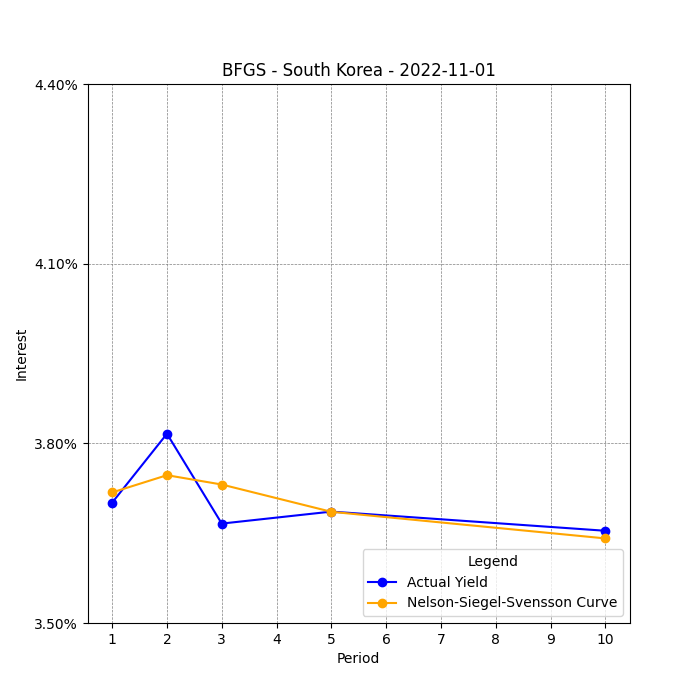 BFGS - South Korea - 2022-11-01
4.40%
4.10%
3.80%
3.50%
Interest
1 2 3 4 5 6 7 8 9 10
Period
Legend
Actual Yield
Nelson-Siegel-Svensson Curve